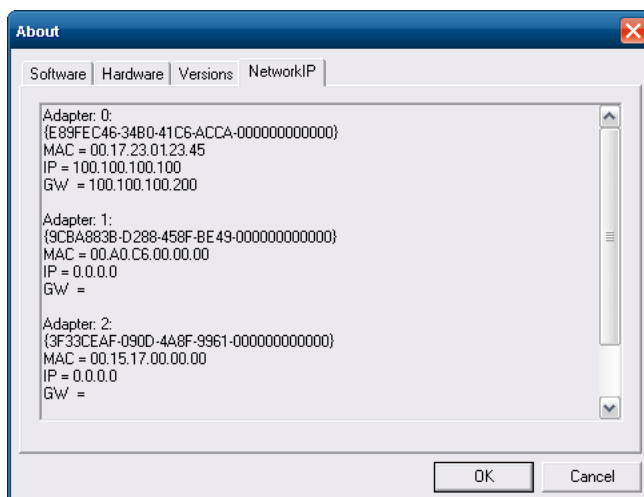 About
Software Hardware Versions NetworkIP
Adapter: 0:
{E89FEC46-34B0-41C6-ACCA-000000000000}
MAC = 00.17.23.01.23.45
IP = 100.100.100.100
GW = 100.100.100.200
Adapter: 1:
{9CBA883B-D288-458F-BE49-000000000000}
MAC = 00.A0.C6.00.00.00
IP = 0.0.0.0
GW =
Adapter: 2:
{3F33CEAF-090D-4A8F-9961-000000000000}
MAC = 00.15.17.00.00.00
IP = 0.0.0.0
GW =
OK Cancel